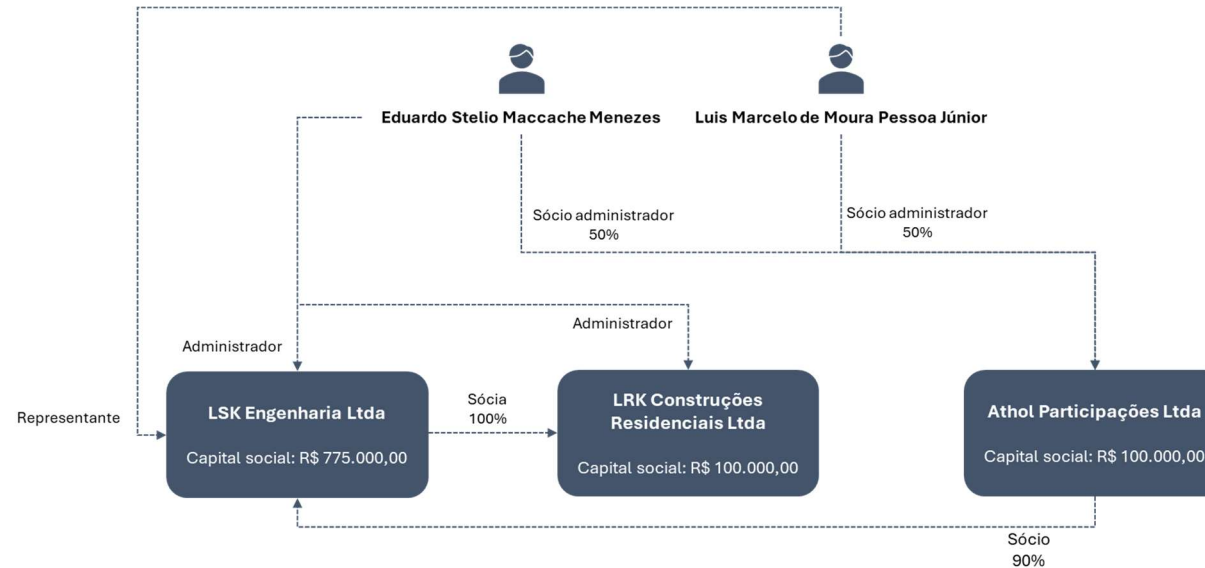 Eduardo Stelio Maccache Menezes
Luis Marcelo de Moura Pessoa Júnior
Sócio administrador
50%
Sócio administrador
50%
Administrador
Administrador
Representante
LSK Engenharia Ltda
Capital social: R$ 775.000,00
Sócia
100%
LRK Construções
Residenciais Ltda
Capital social: R$ 100.000,00
Athol Participações Ltda
Capital social: R$ 100.000,00
Sócio
90%